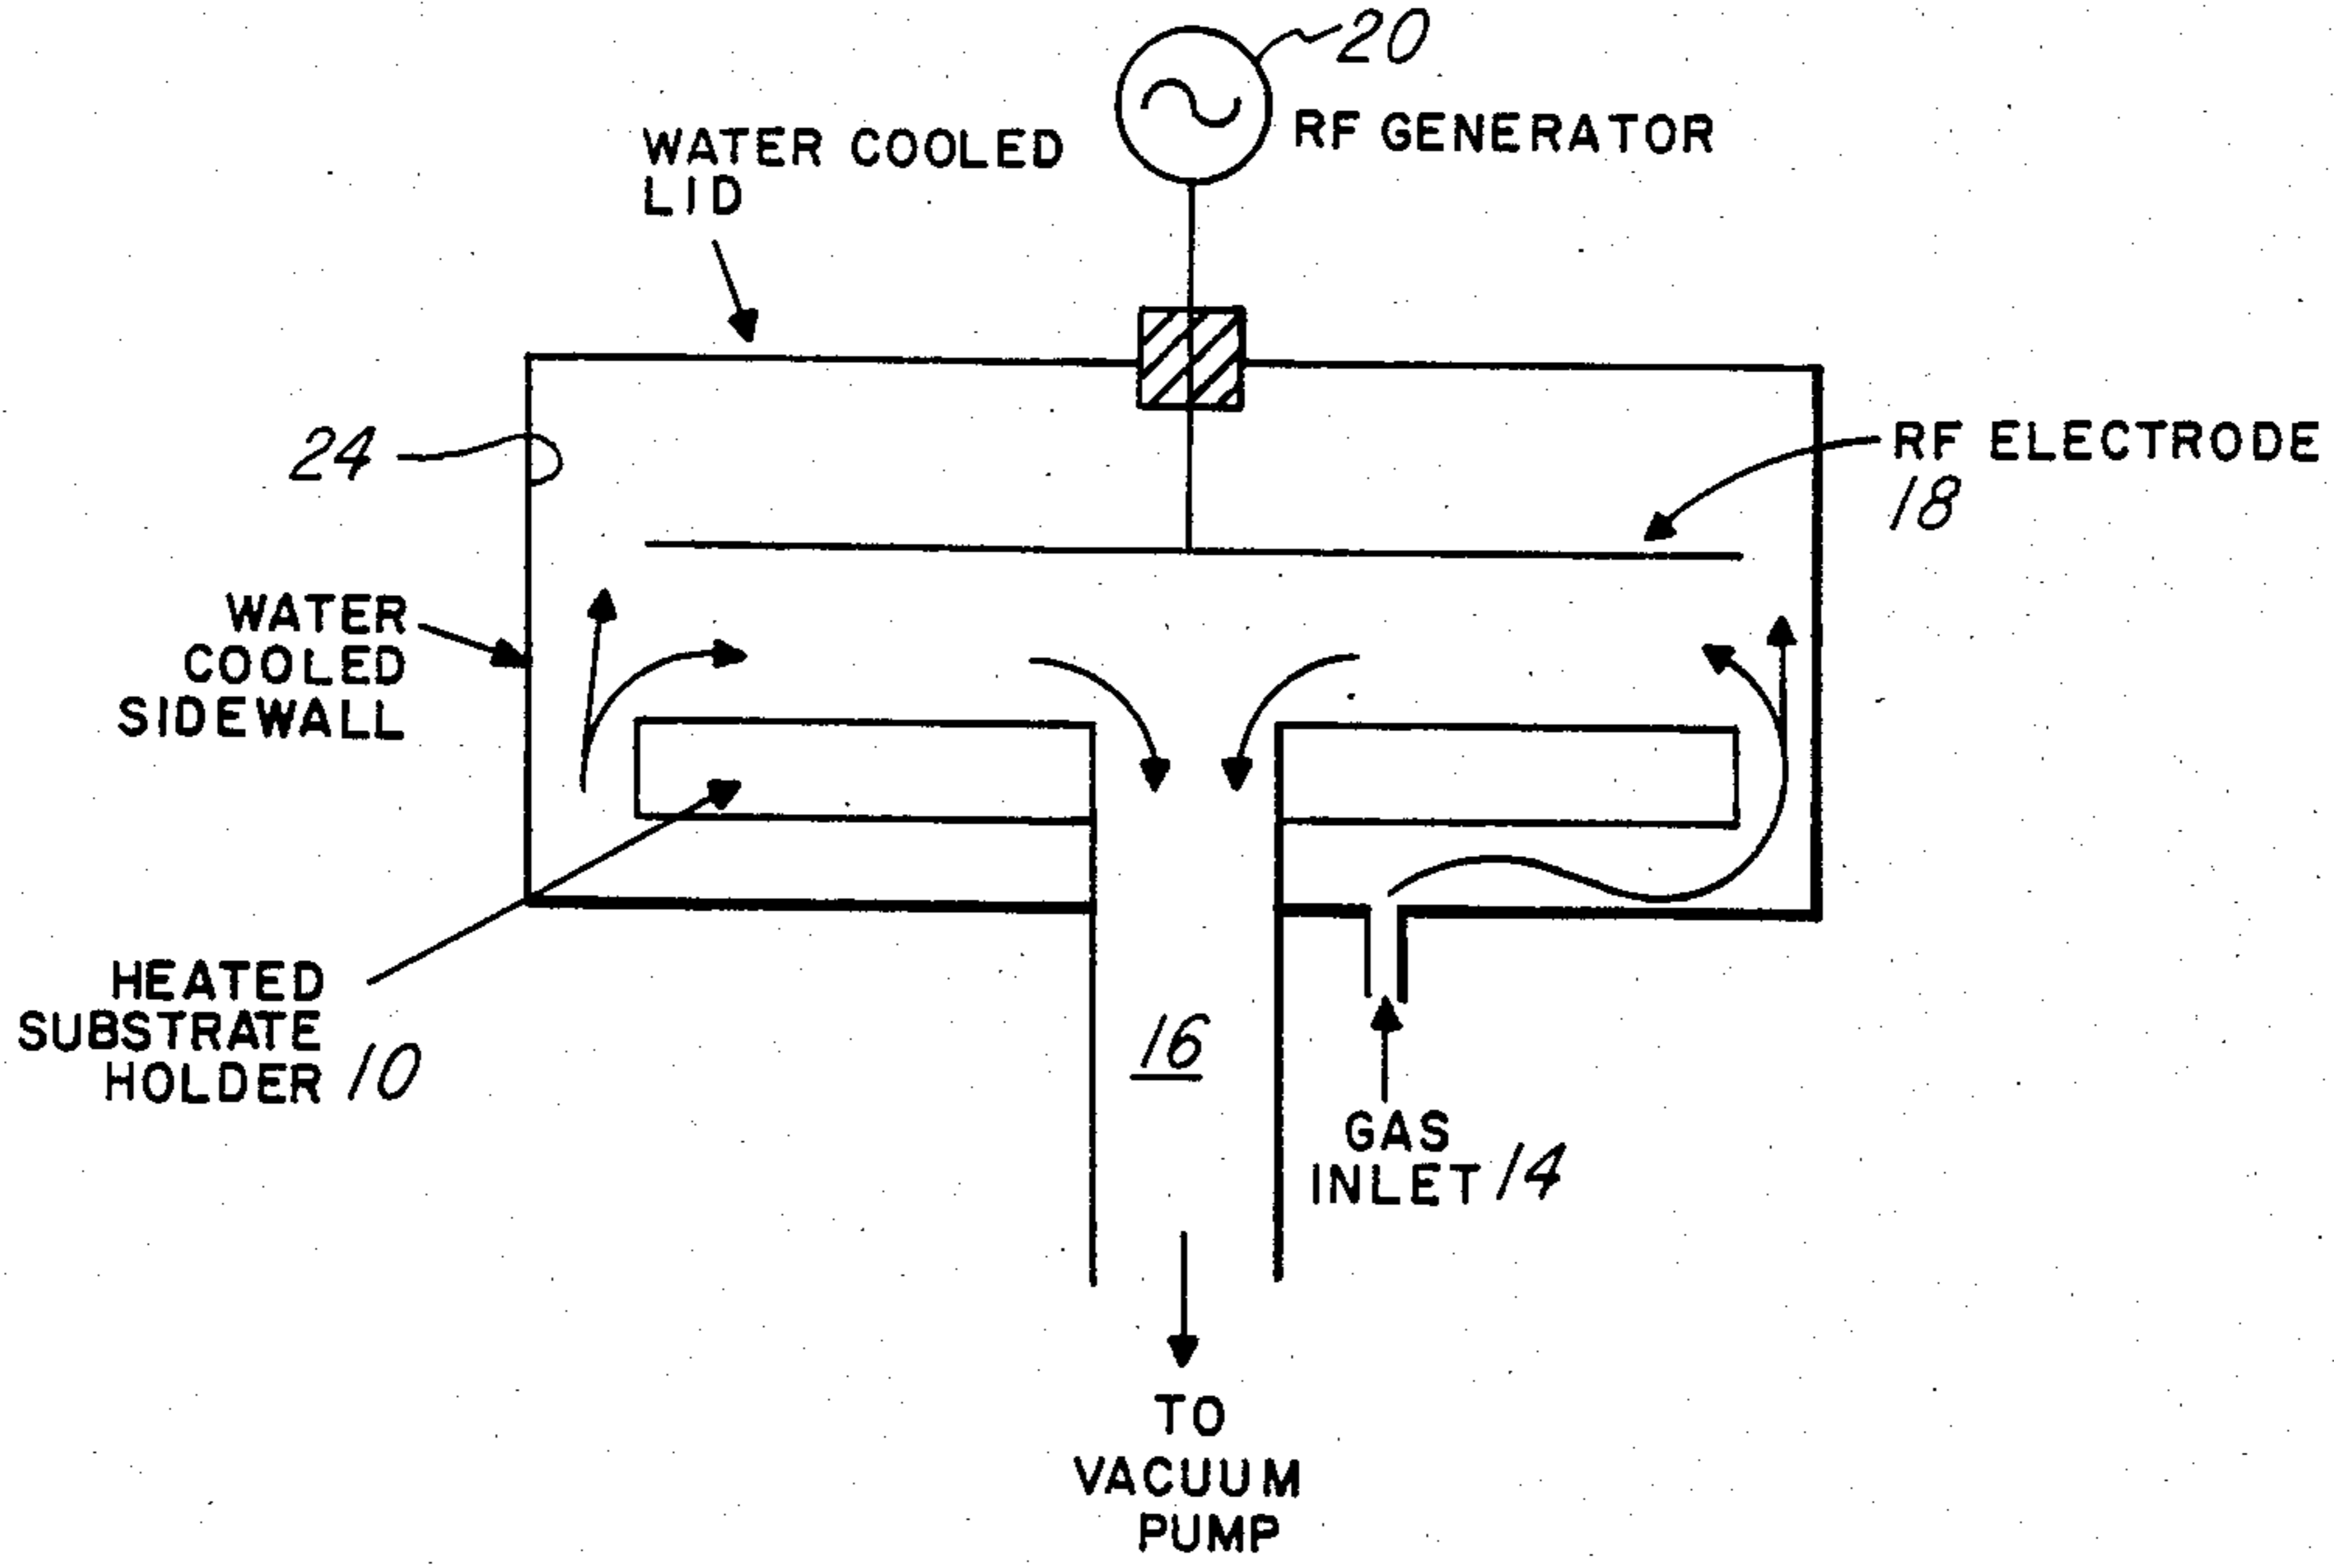 20
RF GENERATOR
WATER COOLED
LID
24
RF ELECTRODE
18
WATER
COOLED
SIDEWALL
HEATED
SUBSTRATE
HOLDER 10
16
GAS
INLET 14
TO
VACUUM
PUMP